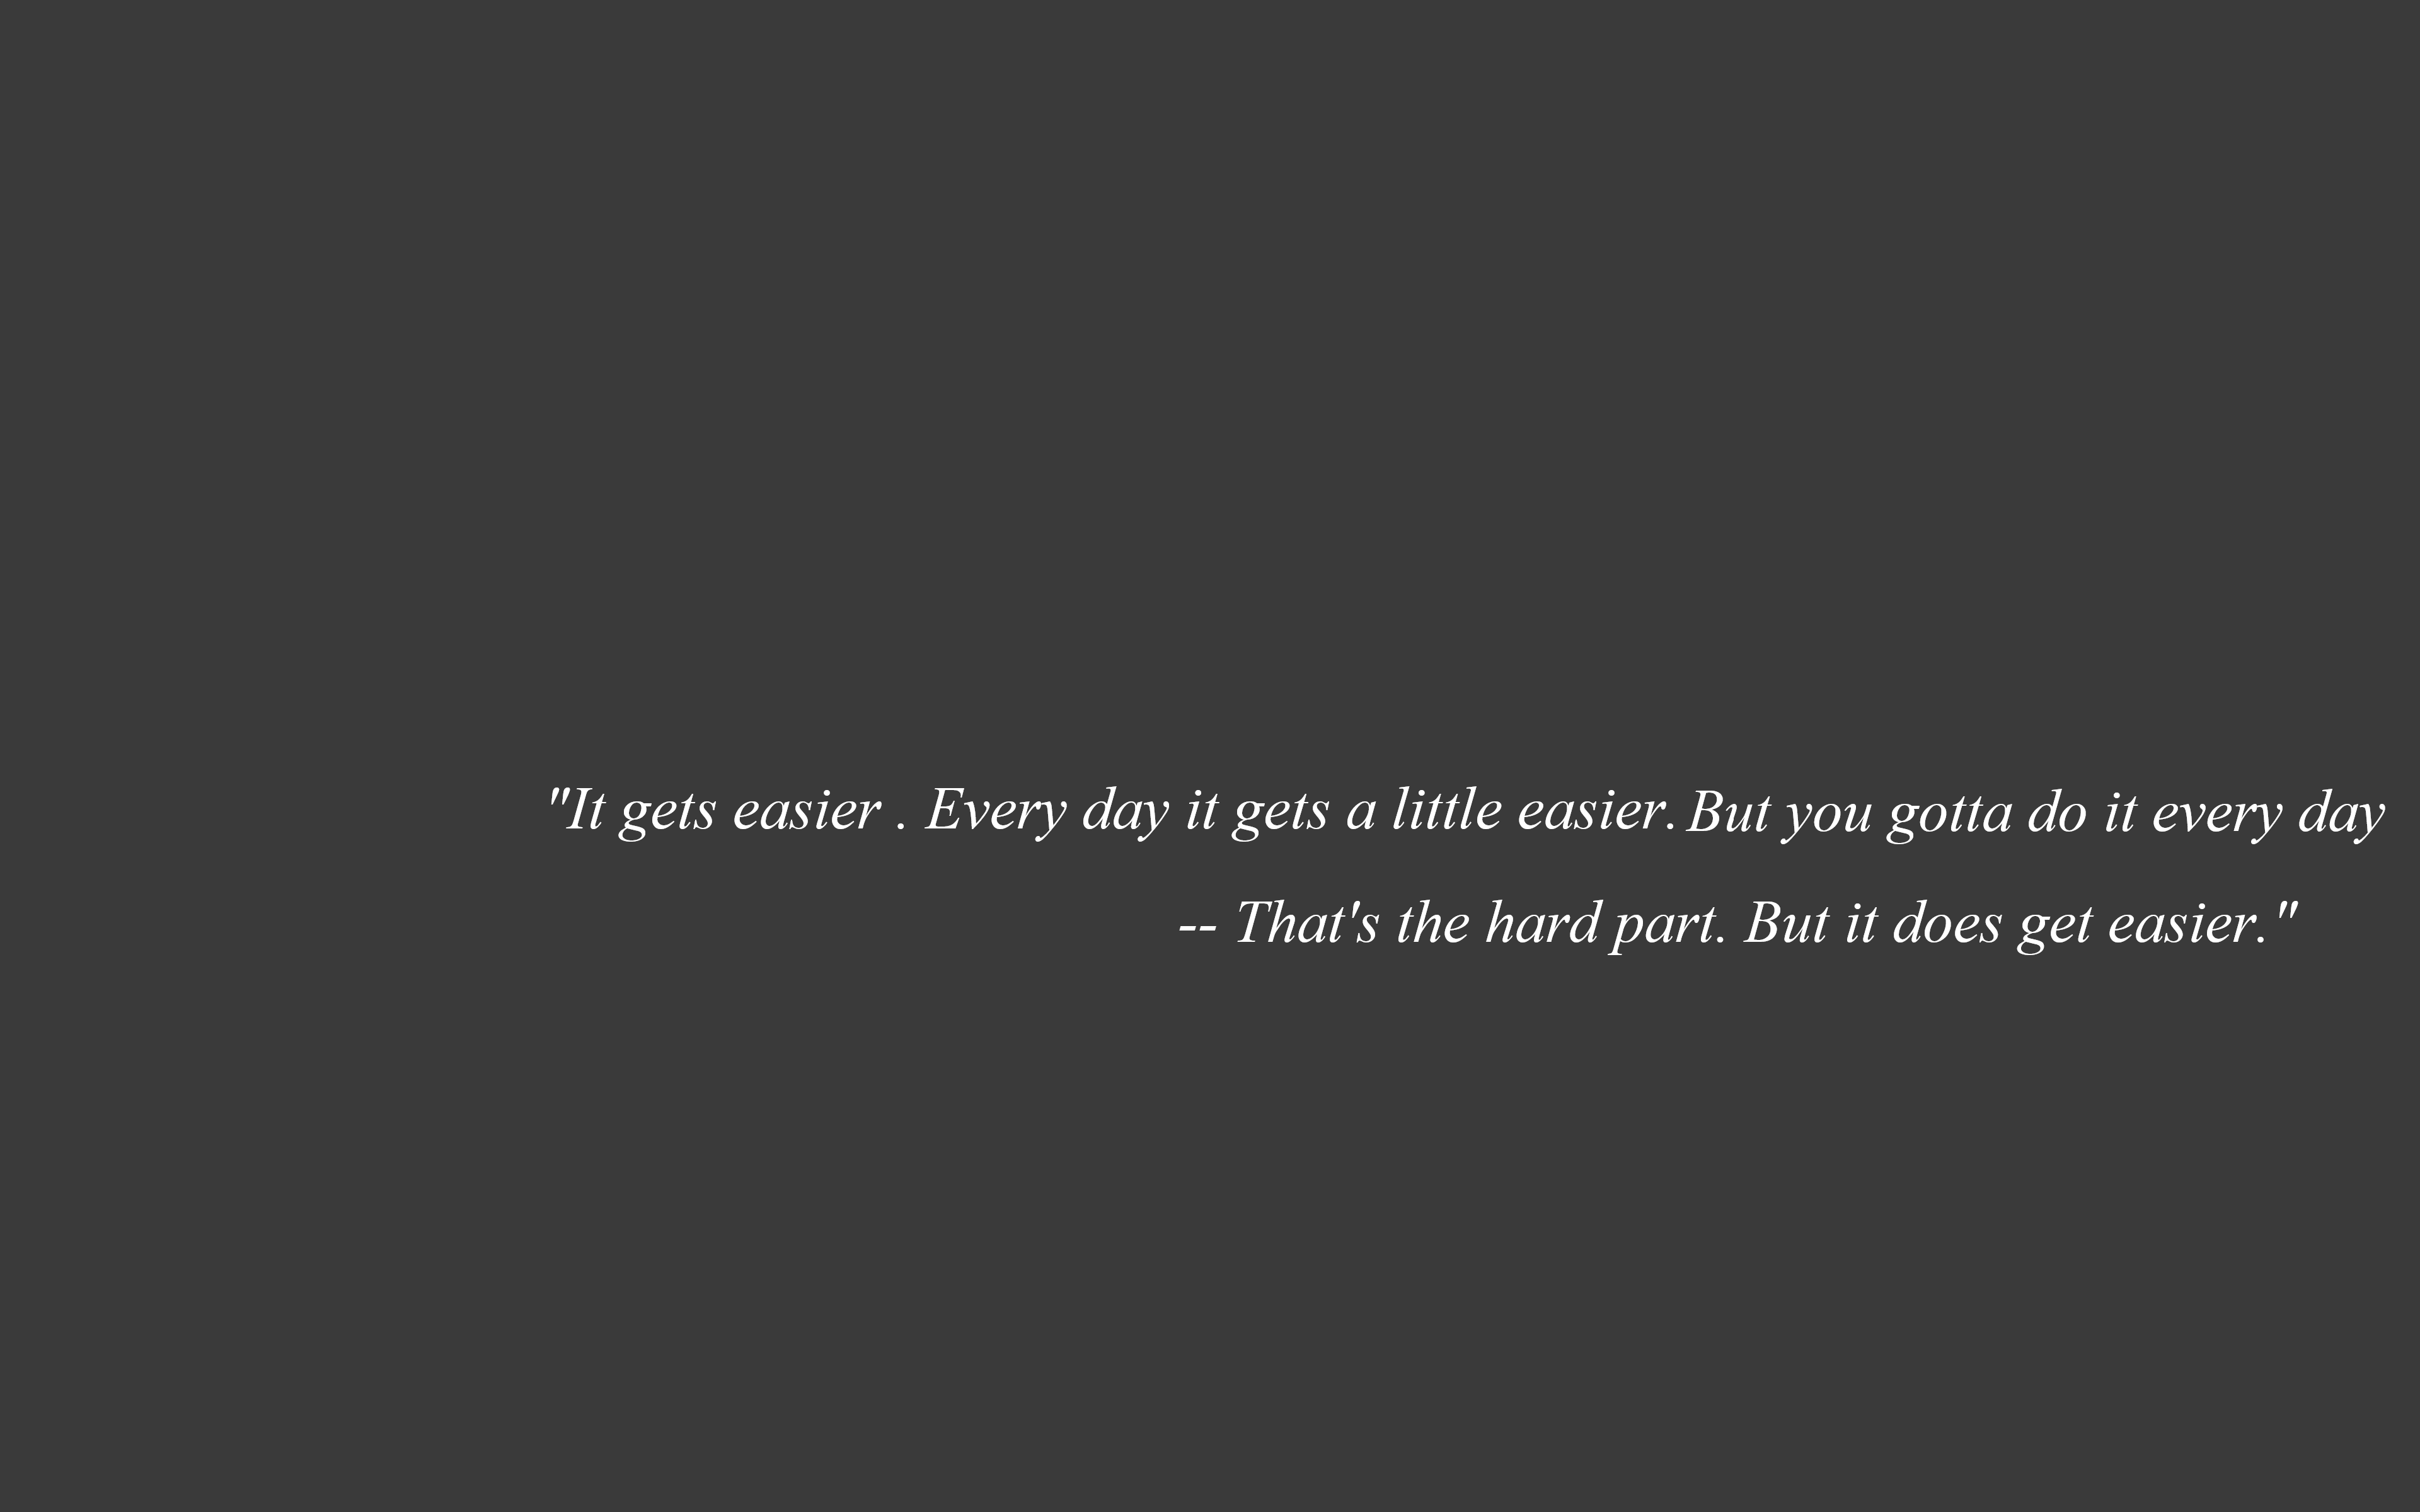 "It gets easier . Every day it gets a little easier. But you gotta do it every day
-- That's the hard part. But it does get easier."